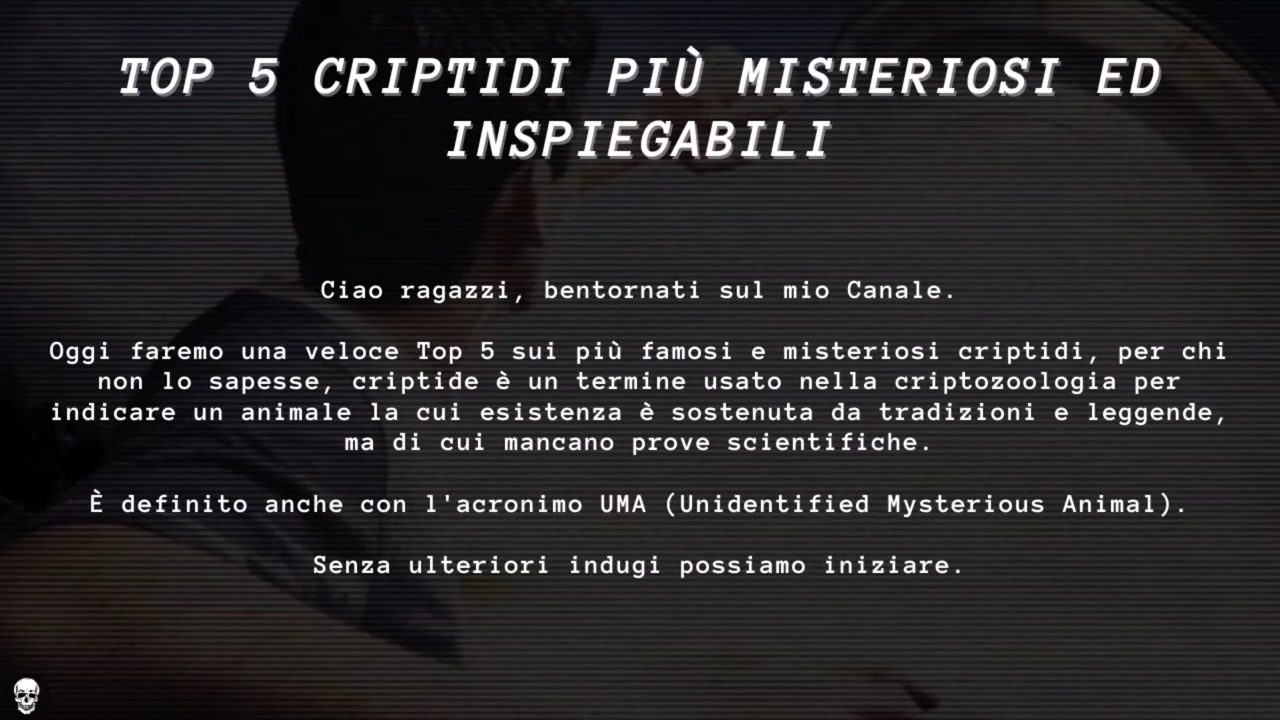 TOP 5 CRIPTIDI PIÙ MISTERIOSI ED
INSPIEGABILI
Ciao ragazzi, bentornati sul mio Canale.
Oggi faremo una veloce Top 5 sui più famosi e misteriosi criptidi, per chi
non lo sapesse, criptide è un termine usato nella criptozoologia per
indicare un animale la cui esistenza è sostenuta da tradizioni e leggende,
ma di cui mancano prove scientifiche.
È definito anche con l'acronimo UMA (Unidentified Mysterious Animal).
Senza ulteriori indugi possiamo iniziare.